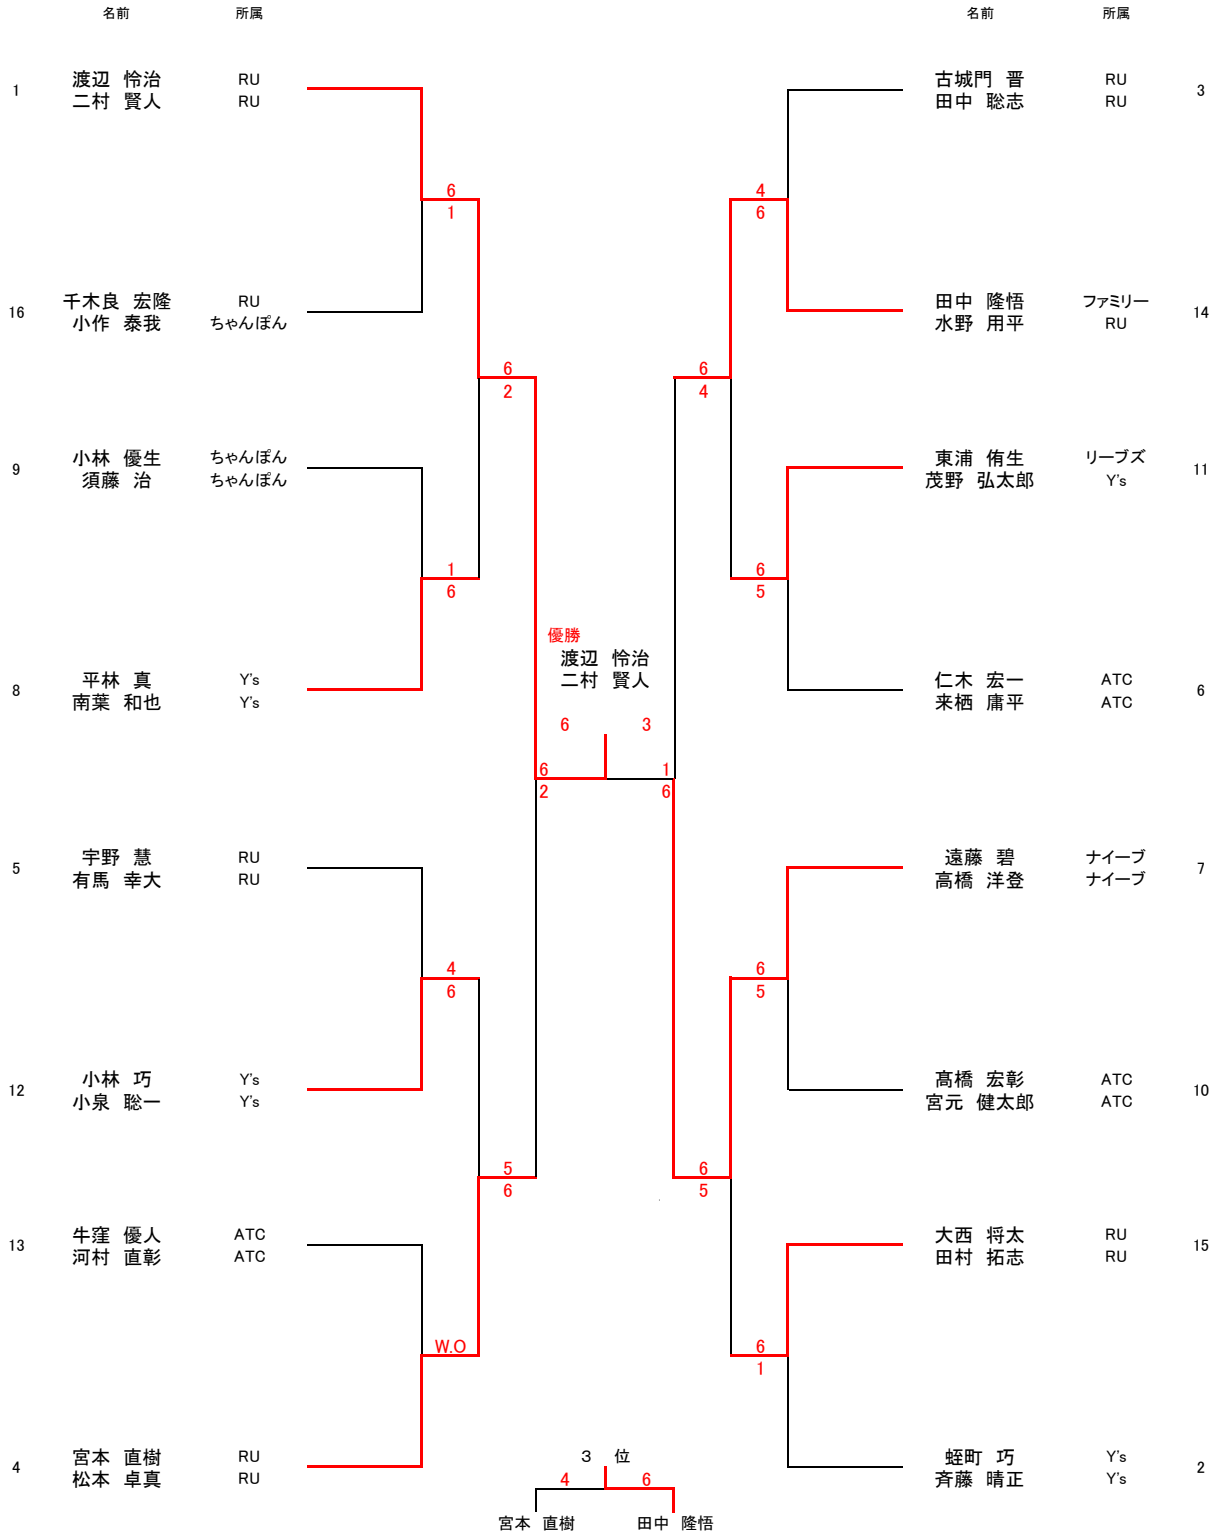 名前 所属 名前 所属
1 渡辺 怜治 RU 古城門 晋 RU 3
二村 賢人 RU 田中 聡志 RU
6 4
1 6
16 千木良 宏隆 RU 田中 隆悟 ファミリー 14
小作 泰我 ちゃんぽん 水野 用平 RU
6 6
2 4
9 小林 優生 ちゃんぽん 東浦 侑生 リーブズ 11
須藤 治 ちゃんぽん 茂野 弘太郎 Y's
1 6
6 5
優勝
渡辺 怜治
二村 賢人
8 平林 真 Y's 仁木 宏一 ATC 6
南葉 和也 Y's 来栖 庸平 ATC
6 3
6 1
2 6
5 宇野 慧 RU 遠藤 碧 ナイーブ 7
有馬 幸大 RU 高橋 洋登 ナイーブ
4 6
6 5
12 小林 巧 Y's 髙橋 宏彰 ATC 10
小泉 聡一 Y's 宮元 健太郎 ATC
5 6
6 5
13 牛窪 優人 ATC 大西 将太 RU 15
河村 直彰 ATC 田村 拓志 RU
W.O 6
1
4 宮本 直樹 RU 蛭町 巧 Y's 2
松本 卓真 RU 斉藤 晴正 Y's
3 位
4 6
宮本 直樹 田中 隆悟